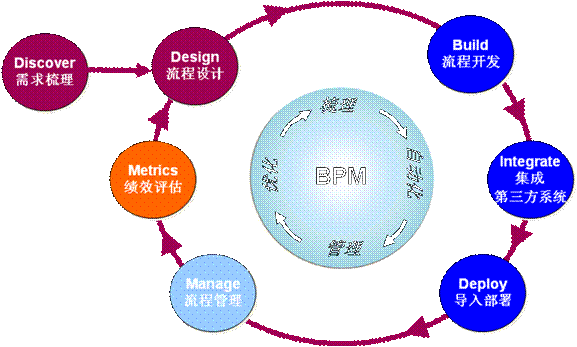 Discover
需求梳理
Design
流程设计
Build
流程开发
Integrate
集成
第三方系统
Deploy
导入部署
Manage
流程管理
Metrics
绩效评估
BPM
梳理
自动化
管理
优化